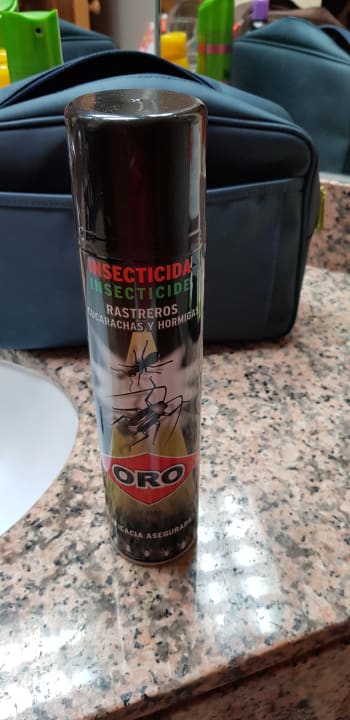 INSECTICIDA
INSECTICIDE
RASTREROS
CUCARACHAS Y HORMIGAS
ORO
EFICACIA ASEGURADA